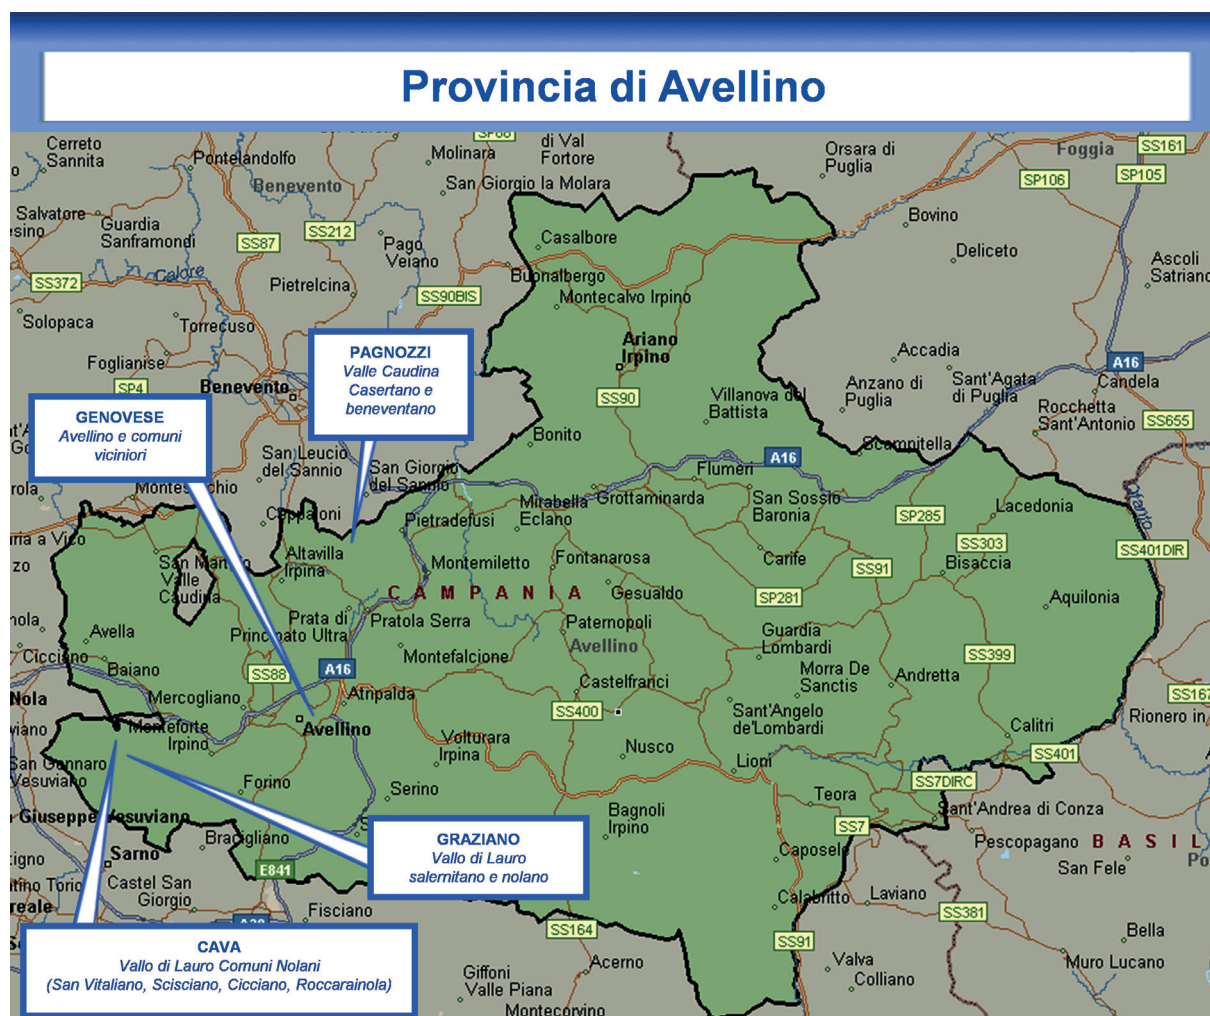 Provincia di Avellino
Cerreto
Sannita
Pontelandolfo
Molinara
di Val
Fortore
Orsara di
Puglia
Foggia
SS161
SP106
SP105
Benevento
San Giorgio la Molara
Salvatore
Guardia
Sanframondi
SS87
SS212
Pago
Veiano
Casalbore
Bovino
Deliceto
Ascoli
Satriano
SS372
Calore
Pietrelcina
SS90BIS
Buonalbergo
Montecalvo Irpino
Solopaca
Torrecuso
Foglianise
Ariano
Irpino
Accadia
A16
PAGNOZZI
Valle Caudina
Casertano e
beneventano
SP4
Benevento
SS90
Villanova del
Battista
Anzano di
Puglia
Sant'Agata
di Puglia
Candela
Rocchetta
Sant'Antonio
SS655
GENOVESE
Avellino e comuni
viciniori
Bonito
Scampitella
San Leucio
del Sannio
San Giorgio
del Sannio
A16
Flumeri
Grottaminarda
San Sossio
Baronia
Lacedonia
Ofanto
Ceppaloni
Pietradefusi
Mirabella
Eclano
SP285
SS303
SS401DIR
San Martino
Valle
Caudina
Altavilla
Irpina
Montemiletto
Fontanarosa
Carife
SS91
Bisaccia
CAMPANIA
Gesualdo
SP281
Aquilonia
Prata di
Principato Ultra
Pratola Serra
Paternopoli
Avellino
Guardia
Lombardi
Avella
Cicciano
Baiano
SS88
A16
Montefalcione
Morra De
Sanctis
Andretta
SS399
Nola
Mercogliano
Atripalda
Castelfranci
SS400
Sant'Angelo
de'Lombardi
SS167
Rionero in
Monteforte
Irpino
Avellino
Volturara
Irpina
Nusco
Calitri
SS401
San Gennaro
Vesuviano
Forino
Serino
Lioni
SS7DIRC
Teora
Sant'Andrea di Conza
Giuseppe Vesuviano
Bracigliano
GRAZIANO
Vallo di Lauro
salernitano e nolano
Bagnoli
Irpino
SS7
Pescopagano
BASIL
Sarno
E841
Caposele
San Fele
Castel San
Giorgio
Fisciano
Calabritto
Laviano
SS381
SS164
SS91
Bella
CAVA
Vallo di Lauro Comuni Nolani
(San Vitaliano, Scisciano, Cicciano, Roccarainola)
Giffoni
Valle Piana
Acerno
Valva
Colliano
Muro Lucano
Montecorvino